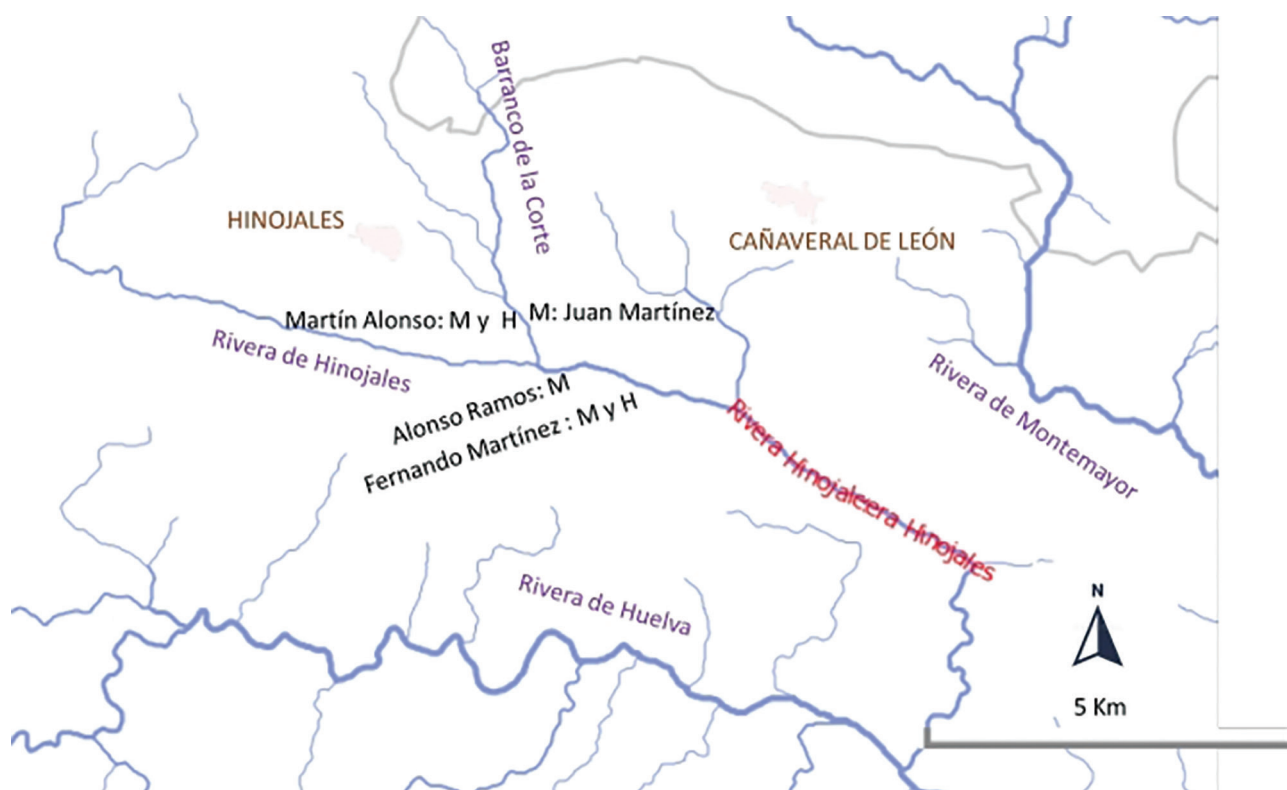 Barranco de la Corte
HINOJALES
CAÑAVERAL DE LEÓN
Martín Alonso: M y H
M: Juan Martínez
Rivera de Hinojales
Alonso Ramos: M
Fernando Martínez : M y H
Rivera de Montemayor
Rivera Hinojalcera Hinojales
Rivera de Huelva
N
5 Km